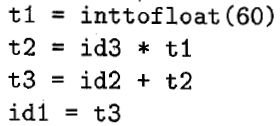 t1 = inttofloat(60)
t2 = id3 * t1
t3 = id2 + t2
id1 = t3